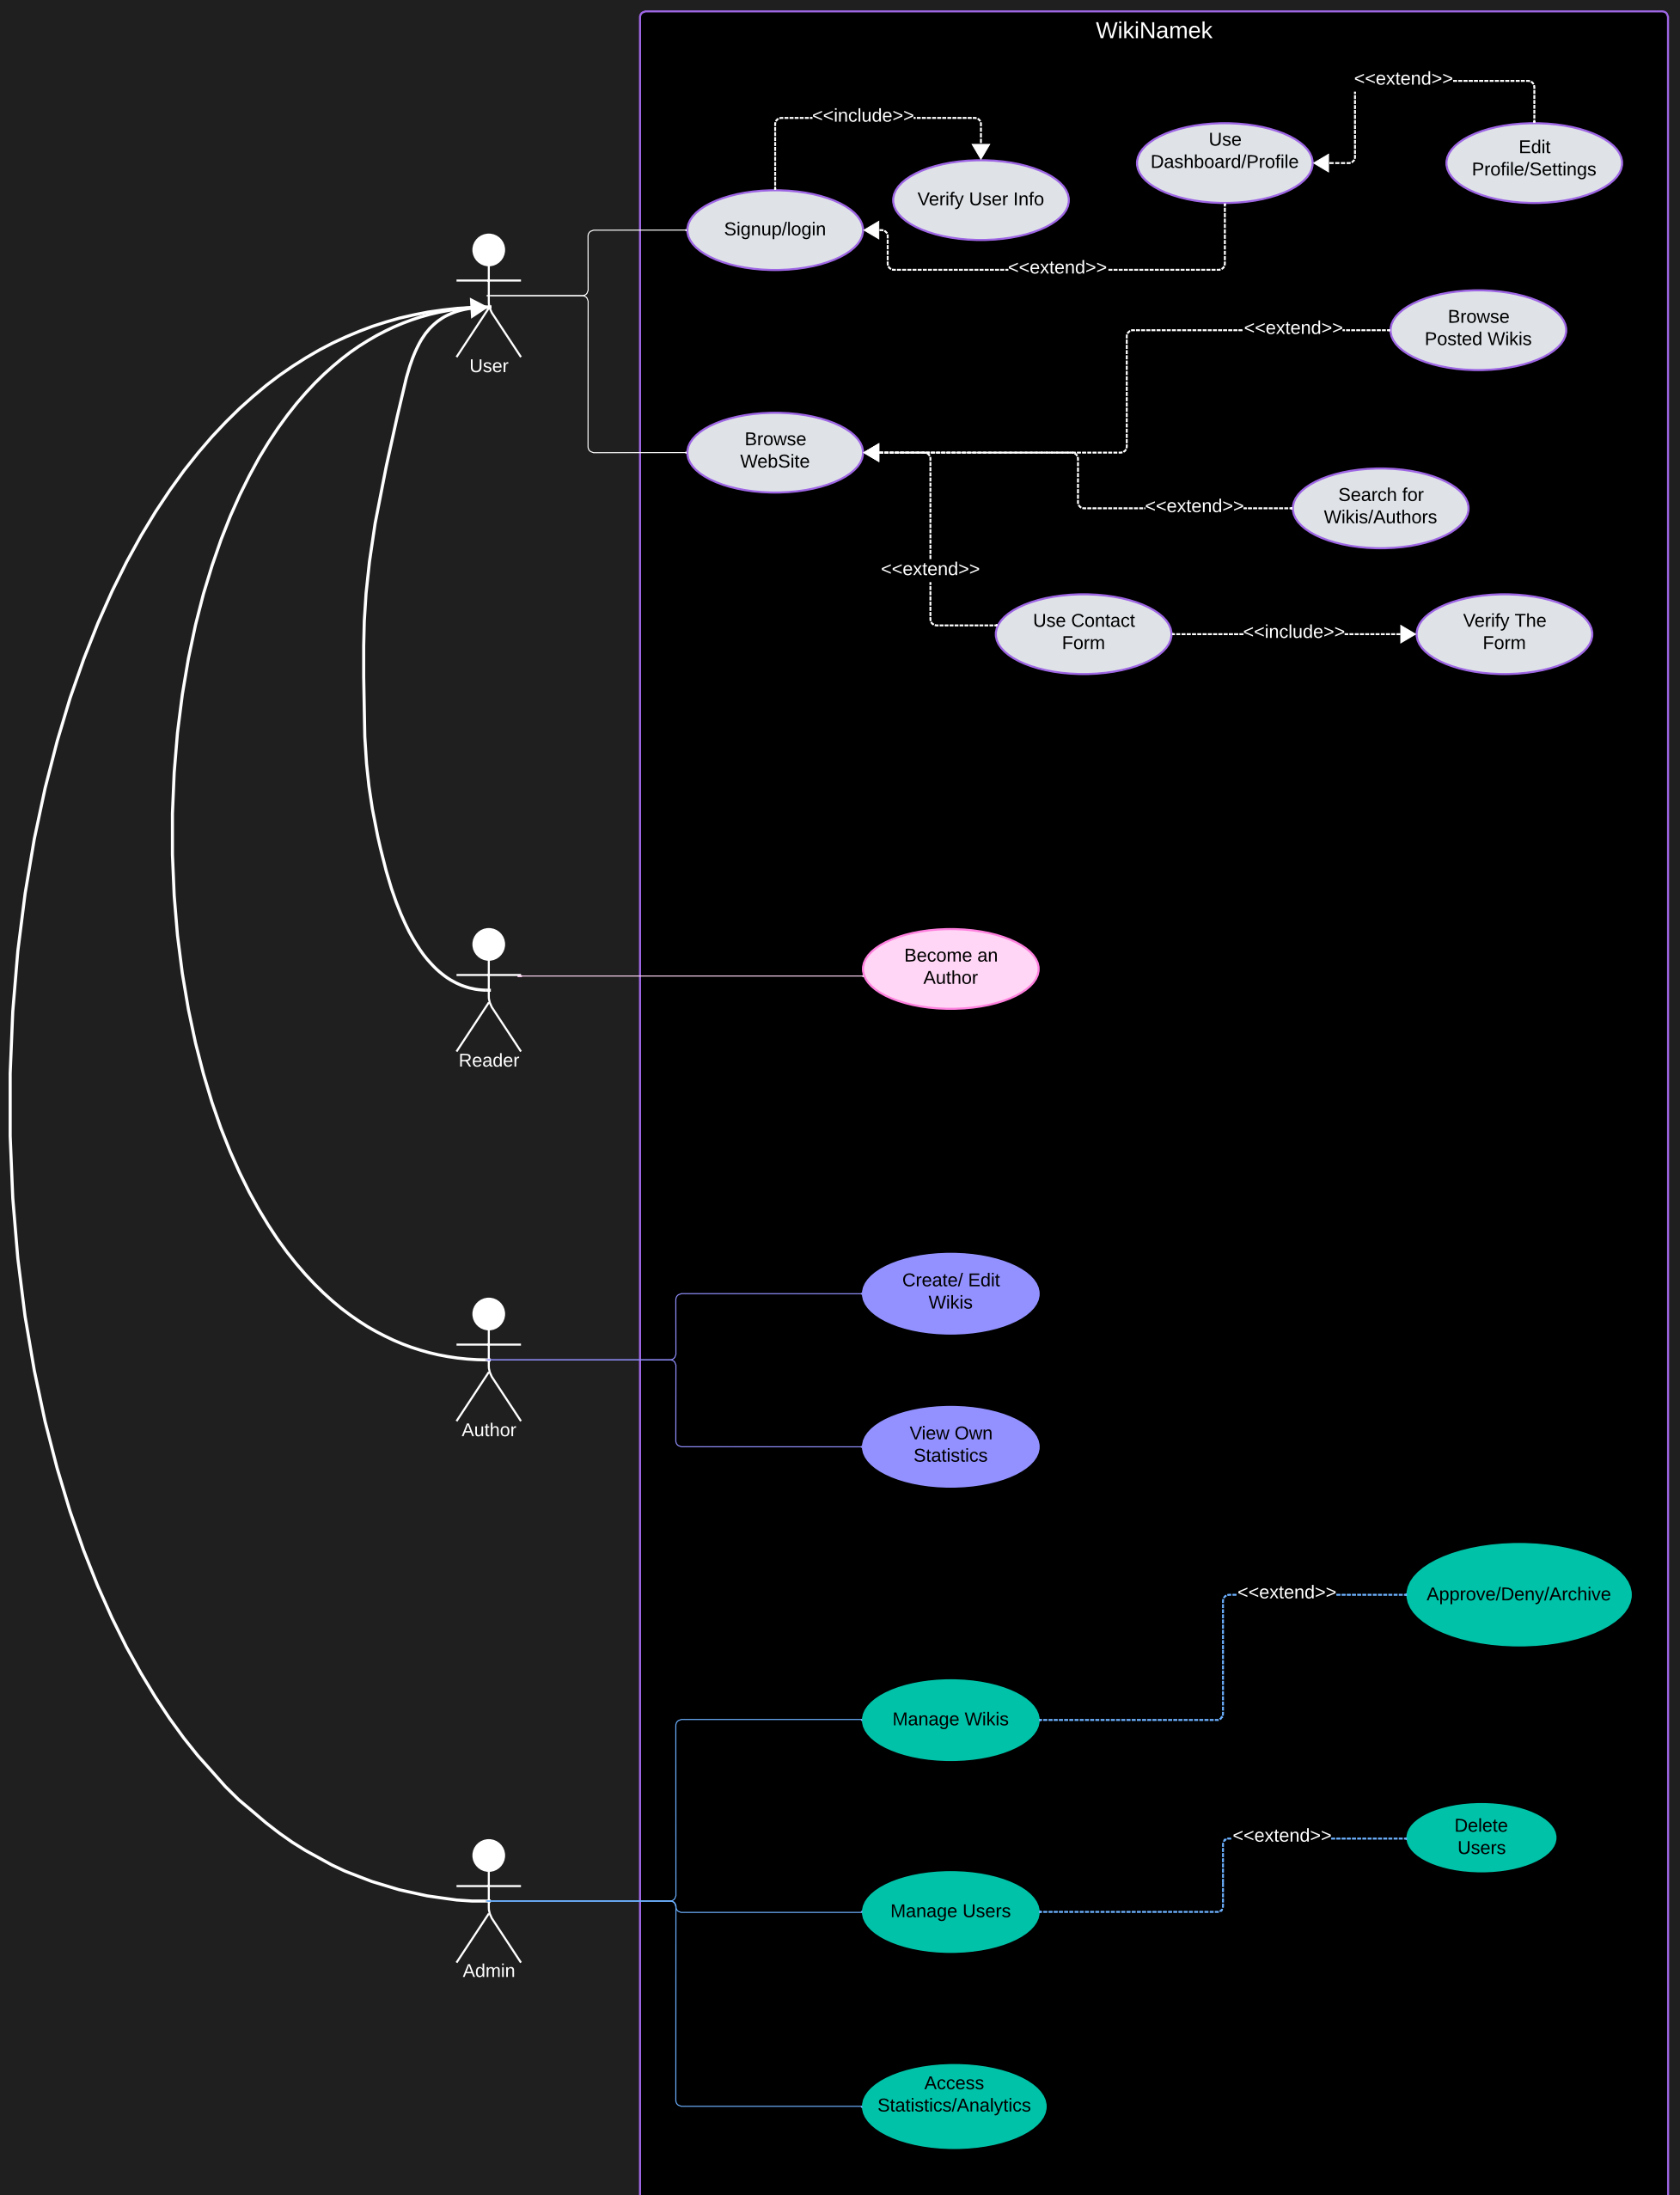 WikiNamek
<<extend>>
<<include>>
Use
Dashboard/Profile
Edit
Profile/Settings
Verify User Info
Signup/login
<<extend>>
User
Browse
Posted Wikis
<<extend>>
Browse
WebSite
Search for
Wikis/Authors
<<extend>>
<<extend>>
Use Contact
Form
<<include>>
Verify The
Form
Reader
Become an
Author
Author
Create/ Edit
Wikis
View Own
Statistics
<<extend>>
Approve/Deny/Archive
Manage Wikis
<<extend>>
Delete
Users
Manage Users
Admin
Access
Statistics/Analytics